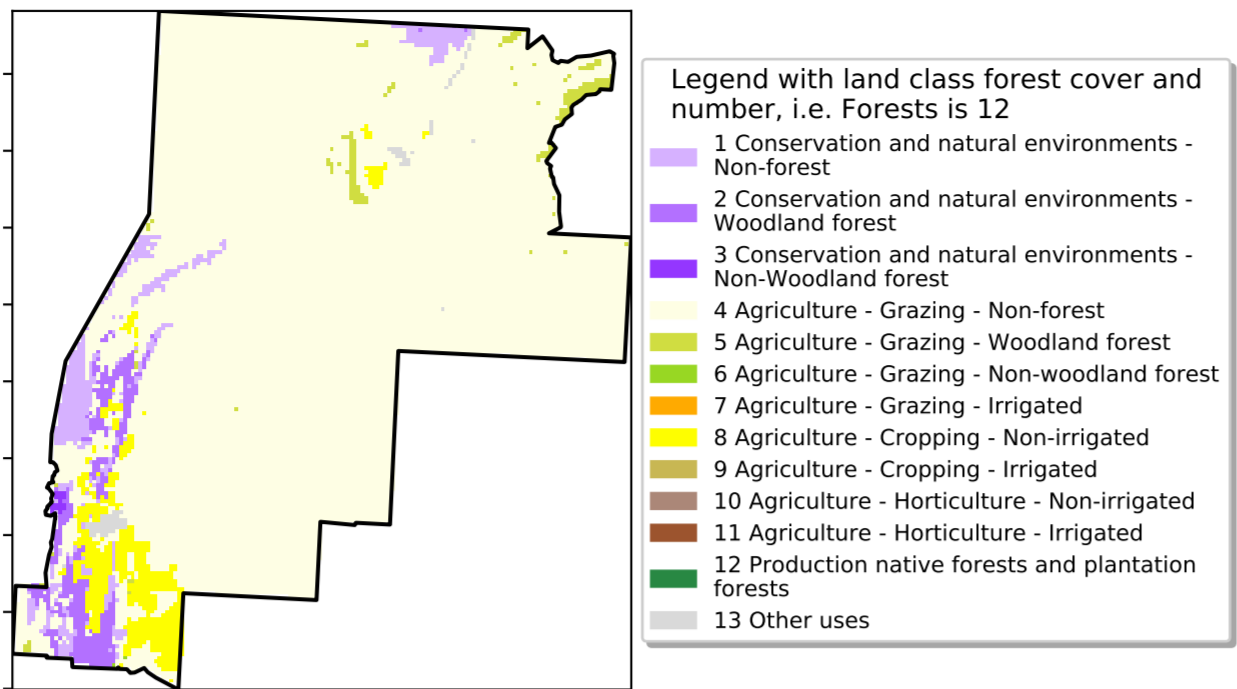 Legend with land class forest cover and
number, i.e. Forests is 12
1 Conservation and natural environments -
Non-forest
2 Conservation and natural environments -
Woodland forest
3 Conservation and natural environments -
Non-Woodland forest
4 Agriculture - Grazing - Non-forest
5 Agriculture - Grazing - Woodland forest
6 Agriculture - Grazing - Non-woodland forest
7 Agriculture - Grazing - Irrigated
8 Agriculture - Cropping - Non-irrigated
9 Agriculture - Cropping - Irrigated
10 Agriculture - Horticulture - Non-irrigated
11 Agriculture - Horticulture - Irrigated
12 Production native forests and plantation
forests
13 Other uses